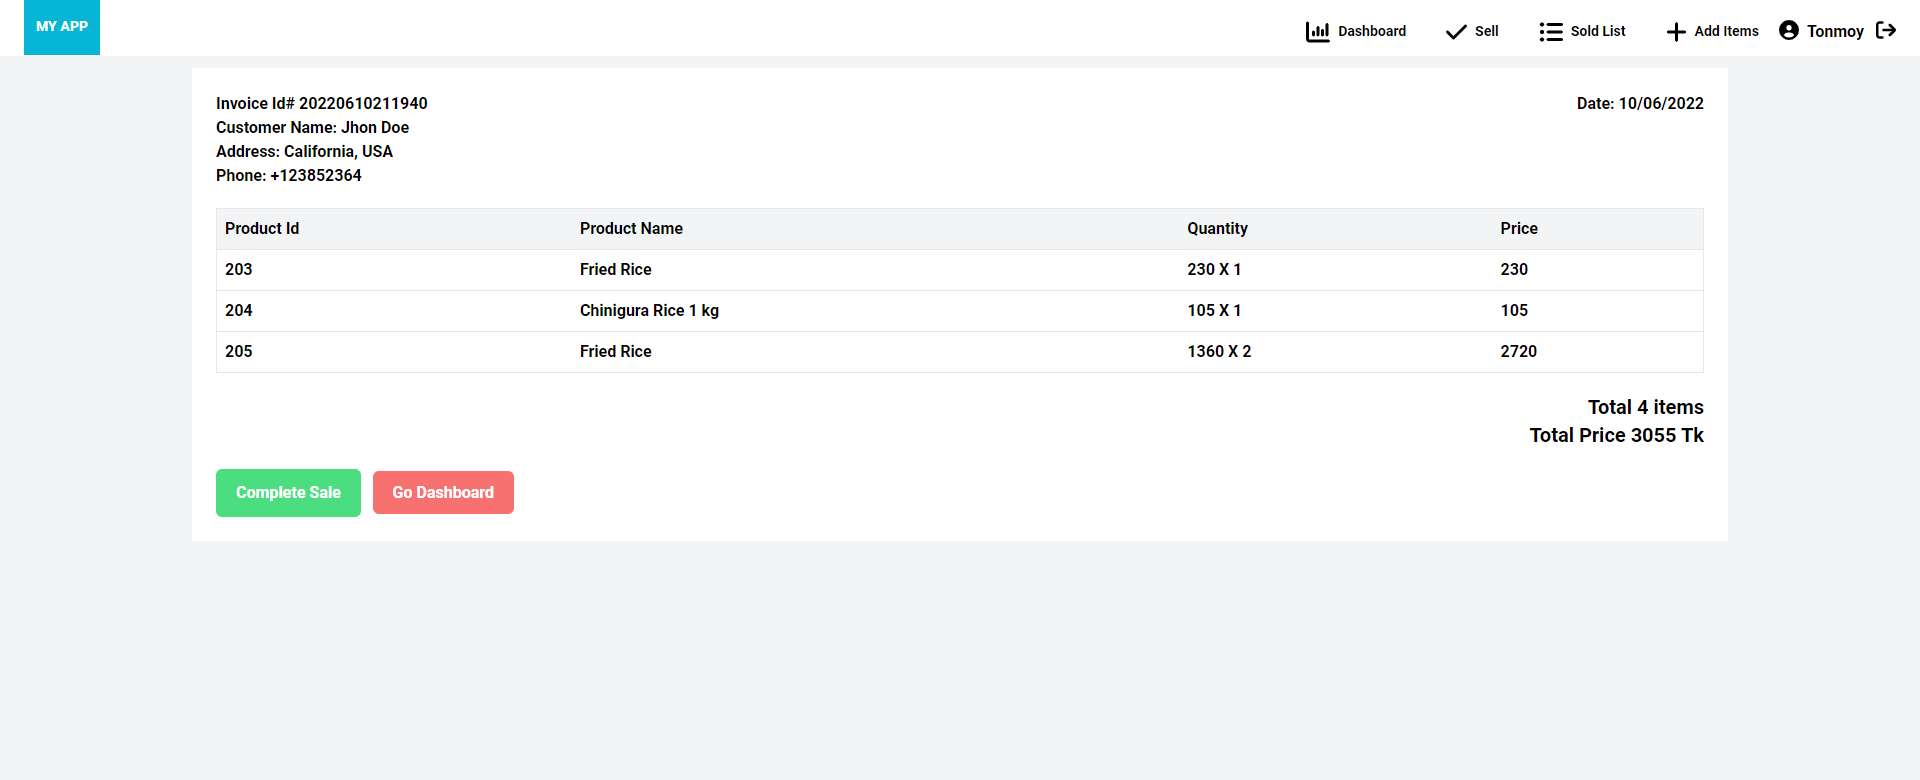 MY APP
Dashboard Sell Sold List Add Items Tonmoy
Invoice Id# 20220610211940 Date: 10/06/2022
Customer Name: Jhon Doe
Address: California, USA
Phone: +123852364
Product Id Product Name Quantity Price
203 Fried Rice 230 X 1 230
204 Chinigura Rice 1 kg 105 X 1 105
205 Fried Rice 1360 X 2 2720
Total 4 items
Total Price 3055 Tk
Complete Sale Go Dashboard